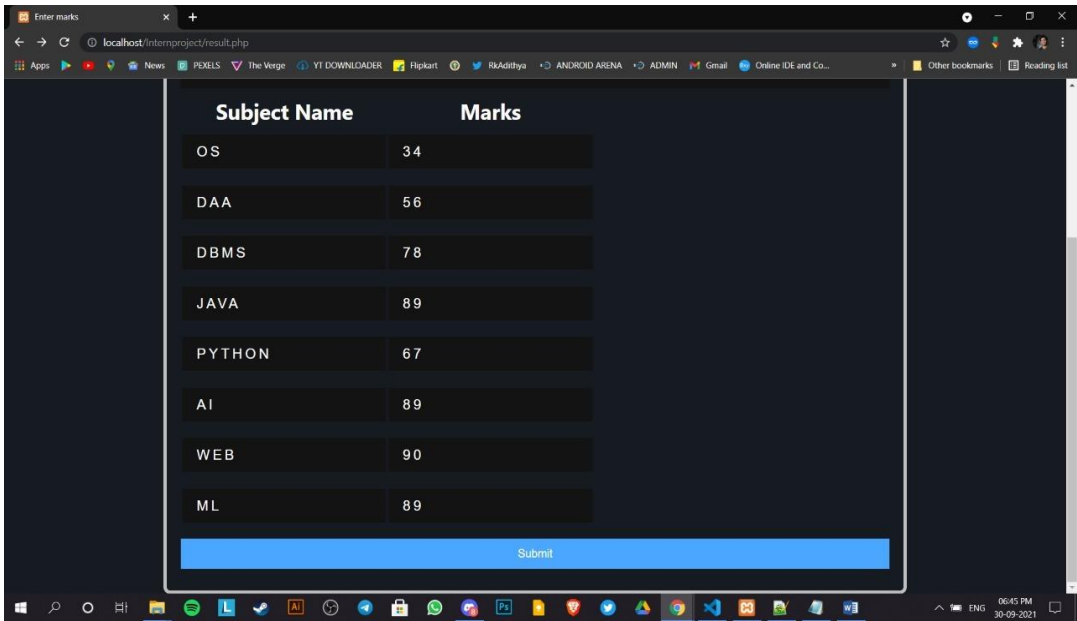 Enter marks
localhost/Internproject/result.php
Apps News PEXELS The Verge YT DOWNLOADER Flipkart RkAdithya ANDROID ARENA ADMIN Gmail Online IDE and Co... » Other bookmarks Reading list
Subject Name Marks
OS 34
DAA 56
DBMS 78
JAVA 89
PYTHON 67
AI 89
WEB 90
ML 89
Submit
L Ai Ps W ENG 06:45 PM
30-09-2021